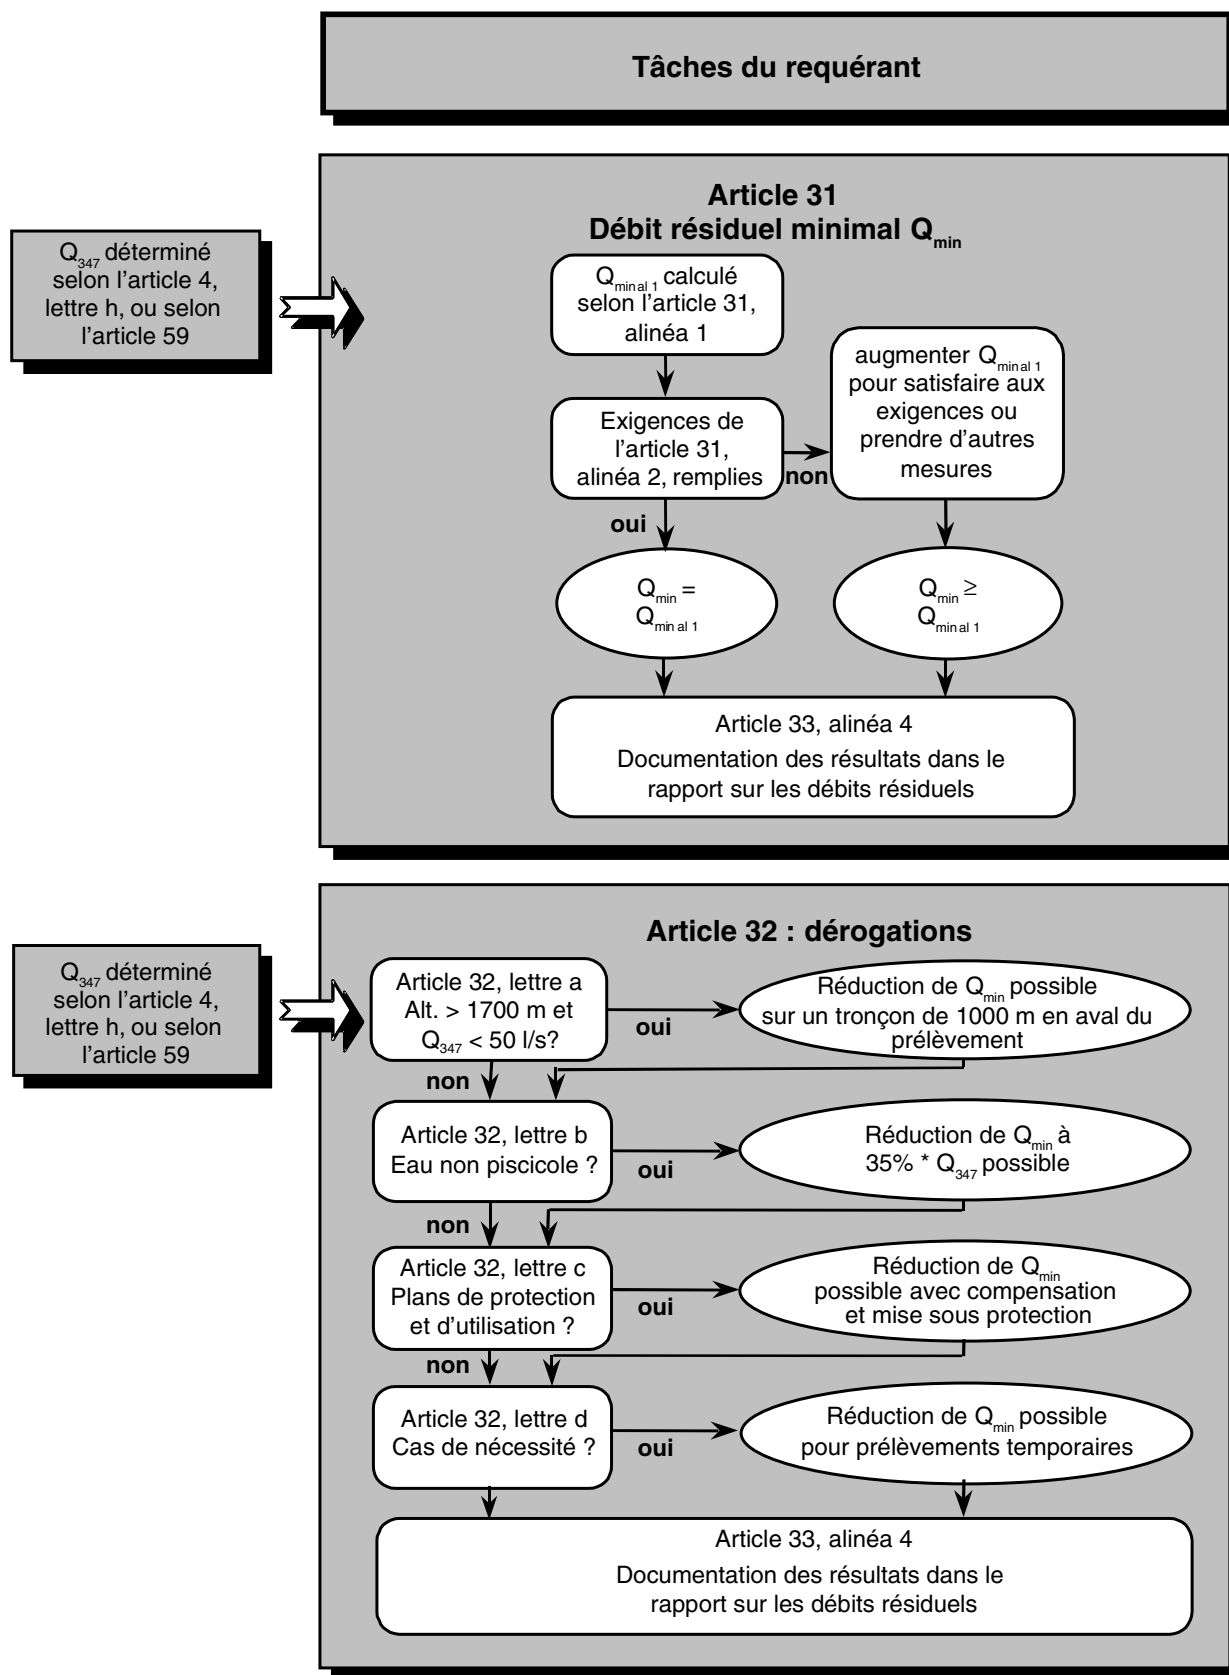 Tâches du requérant
Article 31
Débit résiduel minimal Qmin
Q347 déterminé
selon l'article 4,
lettre h, ou selon
l'article 59
Qmin al 1 calculé
selon l'article 31,
alinéa 1
augmenter Qmin al 1
pour satisfaire aux
exigences ou
prendre d'autres
mesures
Exigences de
l'article 31,
alinéa 2, remplies
non
oui
Qmin =
Qmin al 1
Qmin ≥
Qmin al 1
Article 33, alinéa 4
Documentation des résultats dans le
rapport sur les débits résiduels
Article 32 : dérogations
Q347 déterminé
selon l'article 4,
lettre h, ou selon
l'article 59
Article 32, lettre a
Alt. > 1700 m et
Q347 < 50 l/s?
oui
Réduction de Qmin possible
sur un tronçon de 1000 m en aval du
prélèvement
non
Article 32, lettre b
Eau non piscicole ?
oui
Réduction de Qmin à
35% * Q347 possible
non
Article 32, lettre c
Plans de protection
et d'utilisation ?
oui
Réduction de Qmin
possible avec compensation
et mise sous protection
non
Article 32, lettre d
Cas de nécessité ?
oui
Réduction de Qmin possible
pour prélèvements temporaires
Article 33, alinéa 4
Documentation des résultats dans le
rapport sur les débits résiduels